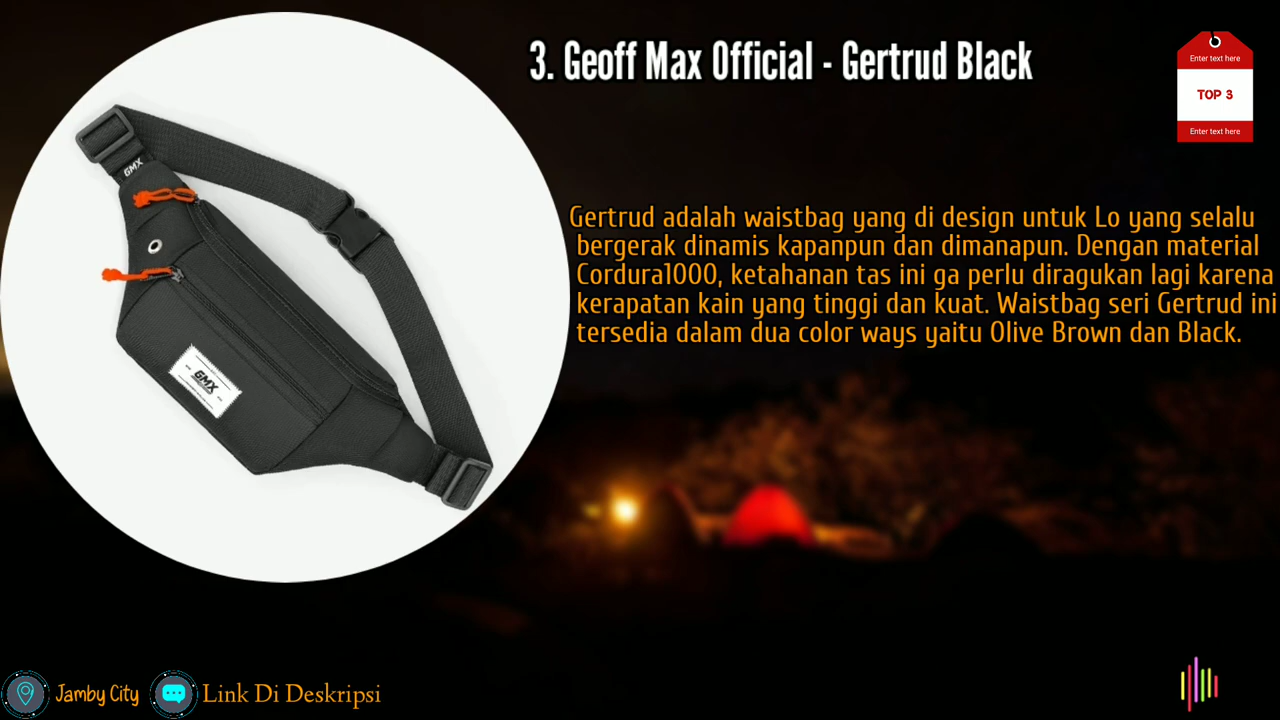 3. Geoff Max Official - Gertrud Black
Enter text here
TOP 3
Enter text here
GMX
GMX
Gertrud adalah waistbag yang di design untuk Lo yang selalu
bergerak dinamis kapanpun dan dimanapun. Dengan material
Cordura1000, ketahanan tas ini ga perlu diragukan lagi karena
kerapatan kain yang tinggi dan kuat. Waistbag seri Gertrud ini
tersedia dalam dua color ways yaitu Olive Brown dan Black.
Jamby City
Link Di Deskripsi